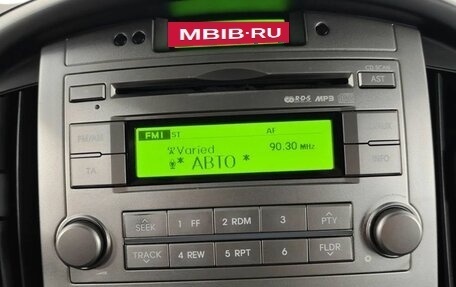 MBIB-RU
CD SCAN
AST
RDS MP3
FM/AM
FM1 ST AF
Varied 90.30 MHz
* АВТО *
TA
INFO
SEEK
1 FF
2 RDM
3
PTY
TRACK
4 REW
5 RPT
6
FLDR